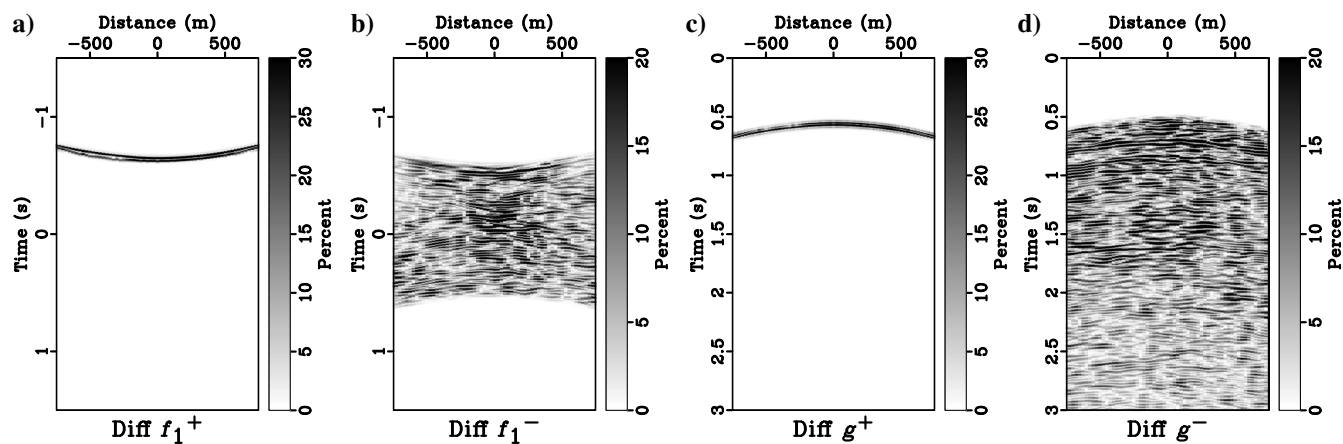 a)
Distance (m)
−500 0 500
Time (s)
−1
0
1
30
25
20
15
10
5
0
Percent
Diff f₁⁺
b)
Distance (m)
−500 0 500
Time (s)
−1
0
1
20
15
10
5
0
Percent
Diff f₁⁻
c)
Distance (m)
−500 0 500
Time (s)
0
0.5
1
1.5
2
2.5
3
30
25
20
15
10
5
0
Percent
Diff g⁺
d)
Distance (m)
−500 0 500
Time (s)
0
0.5
1
1.5
2
2.5
3
20
15
10
5
0
Percent
Diff g⁻